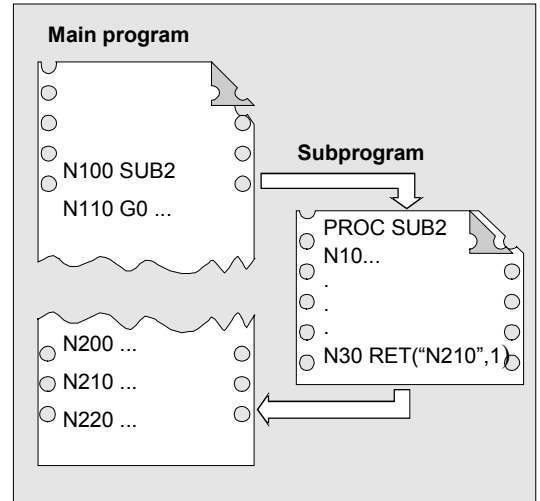 Main program
N100 SUB2
N110 G0 ...
Subprogram
PROC SUB2
N10...
.
.
.
N30 RET("N210",1)
N200 ...
N210 ...
N220 ...